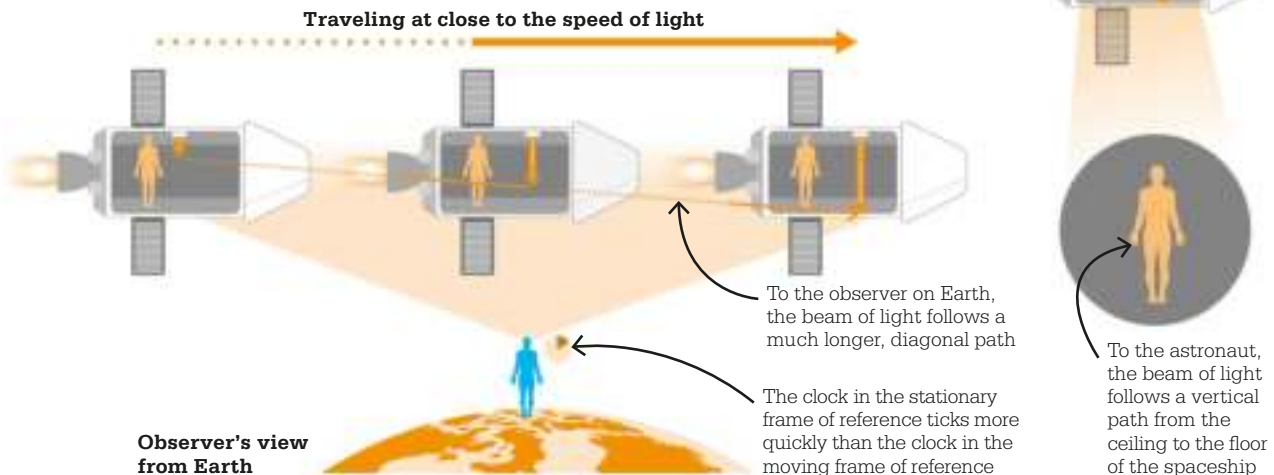 Traveling at close to the speed of light
To the observer on Earth,
the beam of light follows a
much longer, diagonal path
The clock in the stationary
frame of reference ticks more
quickly than the clock in the
moving frame of reference
Observer's view
from Earth
To the astronaut,
the beam of light
follows a vertical
path from the
ceiling to the floor
of the spaceship